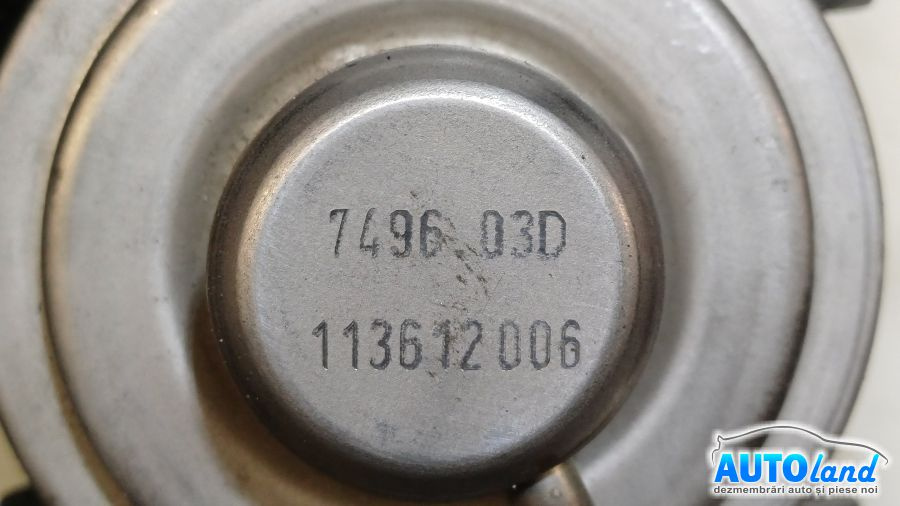 7496 03D
113612006
AUTOland
dezmembrări auto și piese noi